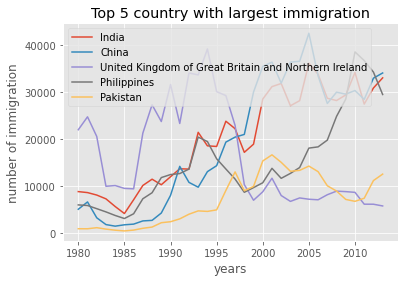 Top 5 country with largest immigration
India
China
United Kingdom of Great Britain and Northern Ireland
Philippines
Pakistan
number of immigration
40000
30000
20000
10000
0
1980
1985
1990
1995
2000
2005
2010
years